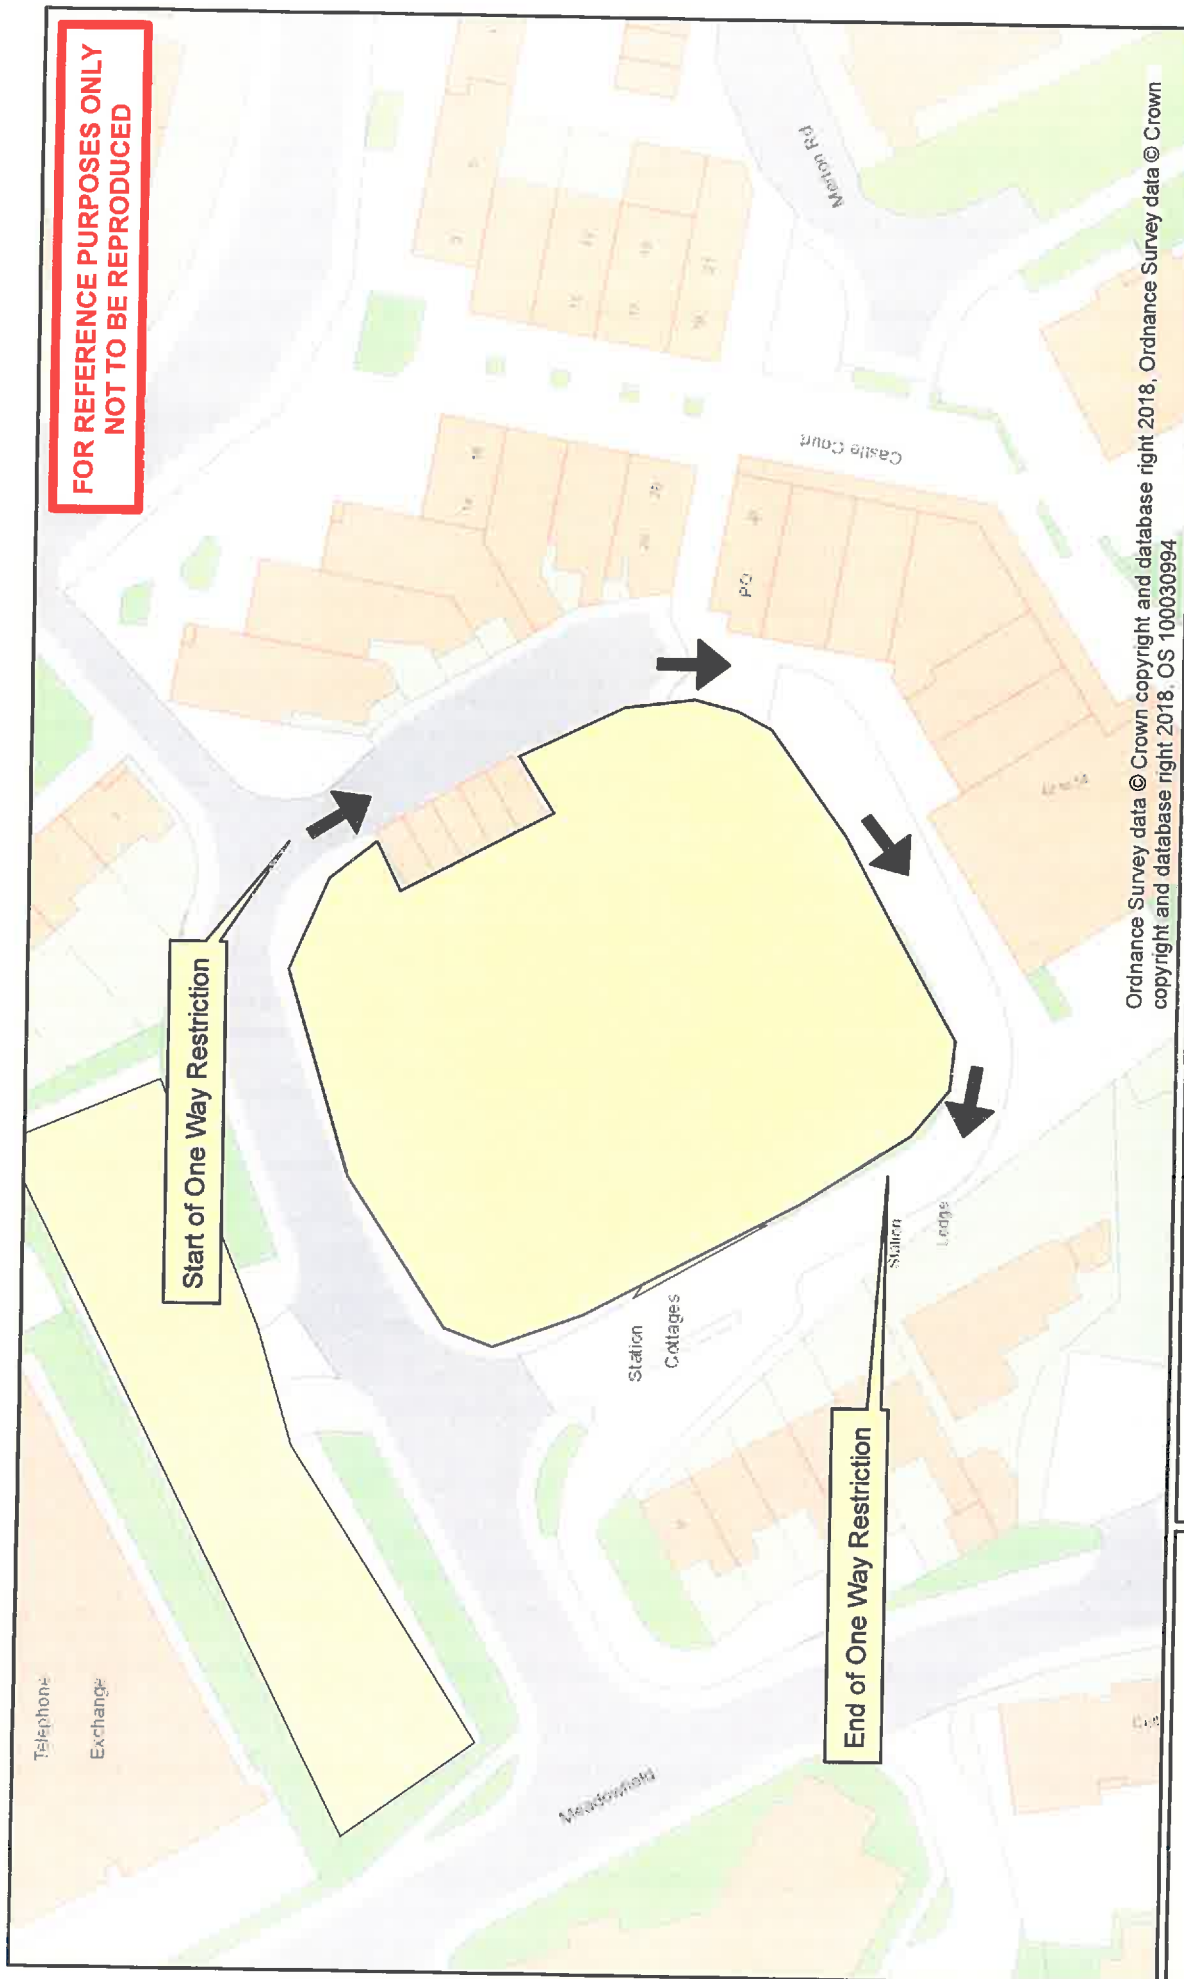 FOR REFERENCE PURPOSES ONLY
NOT TO BE REPRODUCED
Telephone
Exchange
Start of One Way Restriction
Merton Rd
Castle Court
PO
Station
Cottages
Station
Lodge
End of One Way Restriction
Meadowfield
Ordnance Survey data © Crown copyright and database right 2018, Ordnance Survey data © Crown
copyright and database right 2018. OS 100030994